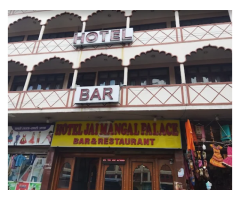 HOTEL
BAR
HOTEL JAI MANGAL PALACE
BAR & RESTAURANT